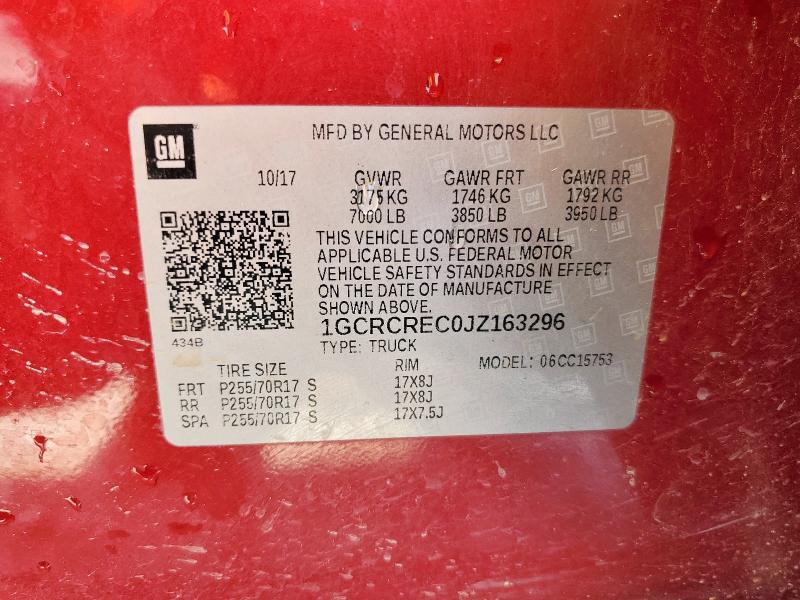 GM
MFD BY GENERAL MOTORS LLC
10/17 GVWR GAWR FRT GAWR RR
3175 KG 1746 KG 1792 KG
7000 LB 3850 LB 3950 LB
THIS VEHICLE CONFORMS TO ALL
APPLICABLE U.S. FEDERAL MOTOR
VEHICLE SAFETY STANDARDS IN EFFECT
ON THE DATE OF MANUFACTURE
SHOWN ABOVE.
1GCRCREC0JZ163296
434B
TYPE: TRUCK
TIRE SIZE RIM MODEL: 06CC15753
FRT P255/70R17 S 17X8J
RR P255/70R17 S 17X8J
SPA P255/70R17 S 17X7.5J